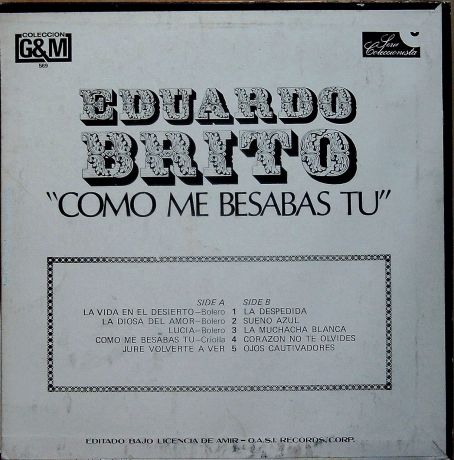 COLECCION
G&M
569
Serie
Coleccionista
EDUARDO
BRITO
"COMO ME BESABAS TU"
SIDE A SIDE B
LA VIDA EN EL DESIERTO—Bolero 1 LA DESPEDIDA
LA DIOSA DEL AMOR—Bolero 2 SUENO AZUL
LUCIA—Bolero 3 LA MUCHACHA BLANCA
COMO ME BESABAS TU—Criolla 4 CORAZON NO TE OLVIDES
JURE VOLVERTE A VER 5 OJOS CAUTIVADORES
EDITADO BAJO LICENCIA DE AMIR — O.A.S.I. RECORDS, CORP.